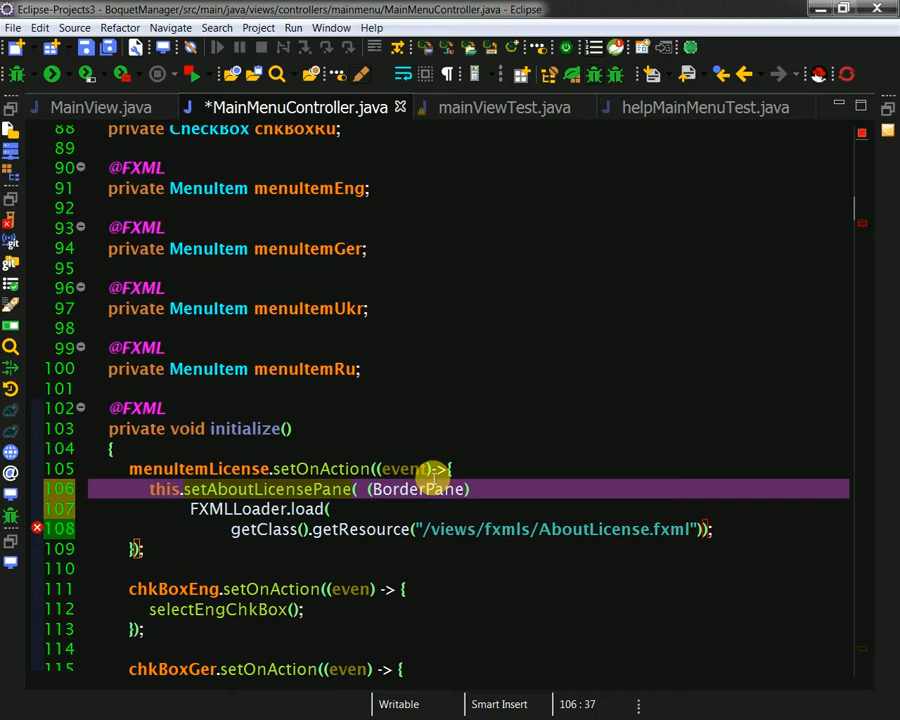 Eclipse-Projects3 - BoquetManager/src/main/java/views/controllers/mainmenu/MainMenuController.java - Eclipse
File Edit Source Refactor Navigate Search Project Run Window Help
MainView.java *MainMenuController.java mainViewTest.java helpMainMenuTest.java
88 private CheckBox chkBoxRu;
89
90 @FXML
91 private MenuItem menuItemEng;
92
93 @FXML
94 private MenuItem menuItemGer;
95
96 @FXML
97 private MenuItem menuItemUkr;
98
99 @FXML
100 private MenuItem menuItemRu;
101
102 @FXML
103 private void initialize()
104 {
105 menuItemLicense.setOnAction((event)->{
106 this.setAboutLicensePane( (BorderPane)
107 FXMLLoader.load(
108 getClass().getResource("/views/fxmls/AboutLicense.fxml"));
109 });
110
111 chkBoxEng.setOnAction((even) -> {
112 selectEngChkBox();
113 });
114
115 chkBoxGer.setOnAction((even) -> {
Writable Smart Insert 106 : 37